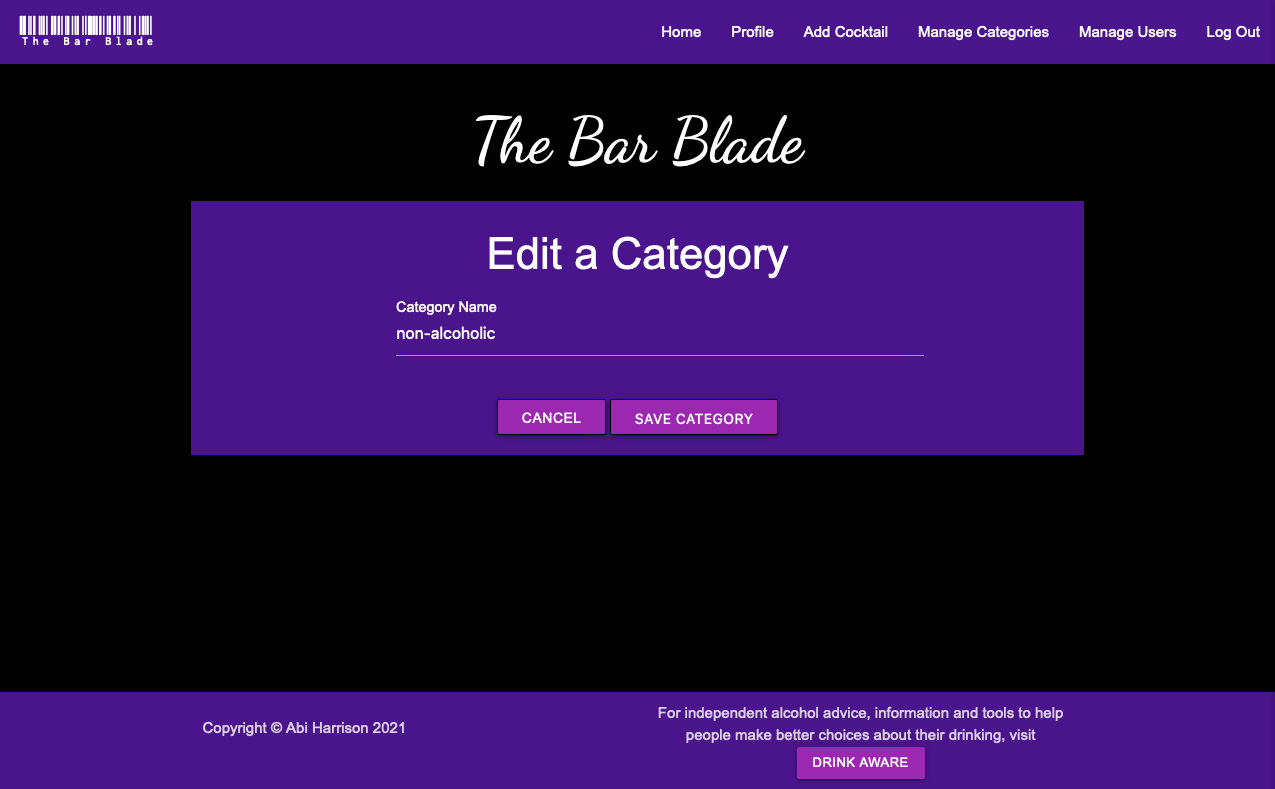 The Bar Blade
Home Profile Add Cocktail Manage Categories Manage Users Log Out
The Bar Blade
Edit a Category
Category Name
non-alcoholic
CANCEL SAVE CATEGORY
Copyright © Abi Harrison 2021
For independent alcohol advice, information and tools to help
people make better choices about their drinking, visit
DRINK AWARE